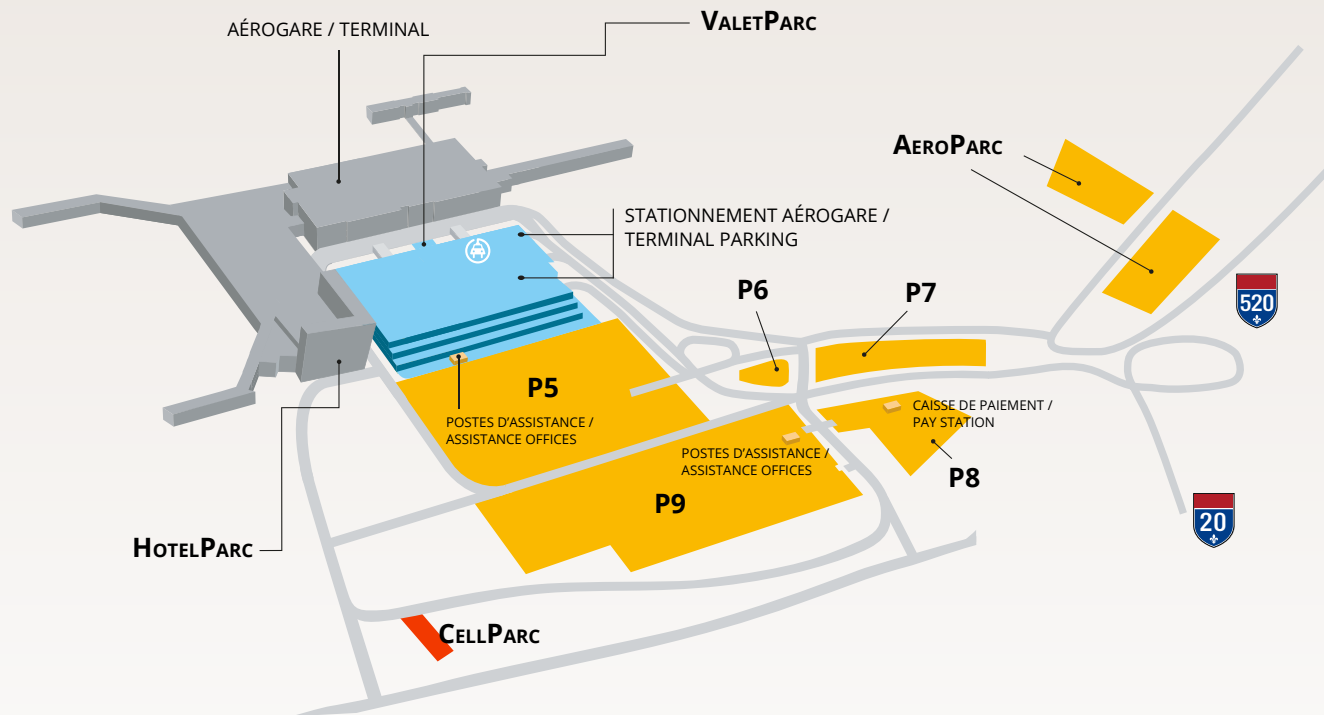 AÉROGARE / TERMINAL
VALETPARC
AEROPARC
STATIONNEMENT AÉROGARE /
TERMINAL PARKING
P6
P7
520
P5
POSTES D'ASSISTANCE /
ASSISTANCE OFFICES
CAISSE DE PAIEMENT /
PAY STATION
POSTES D'ASSISTANCE /
ASSISTANCE OFFICES
P8
P9
20
HOTELPARC
CELLPARC